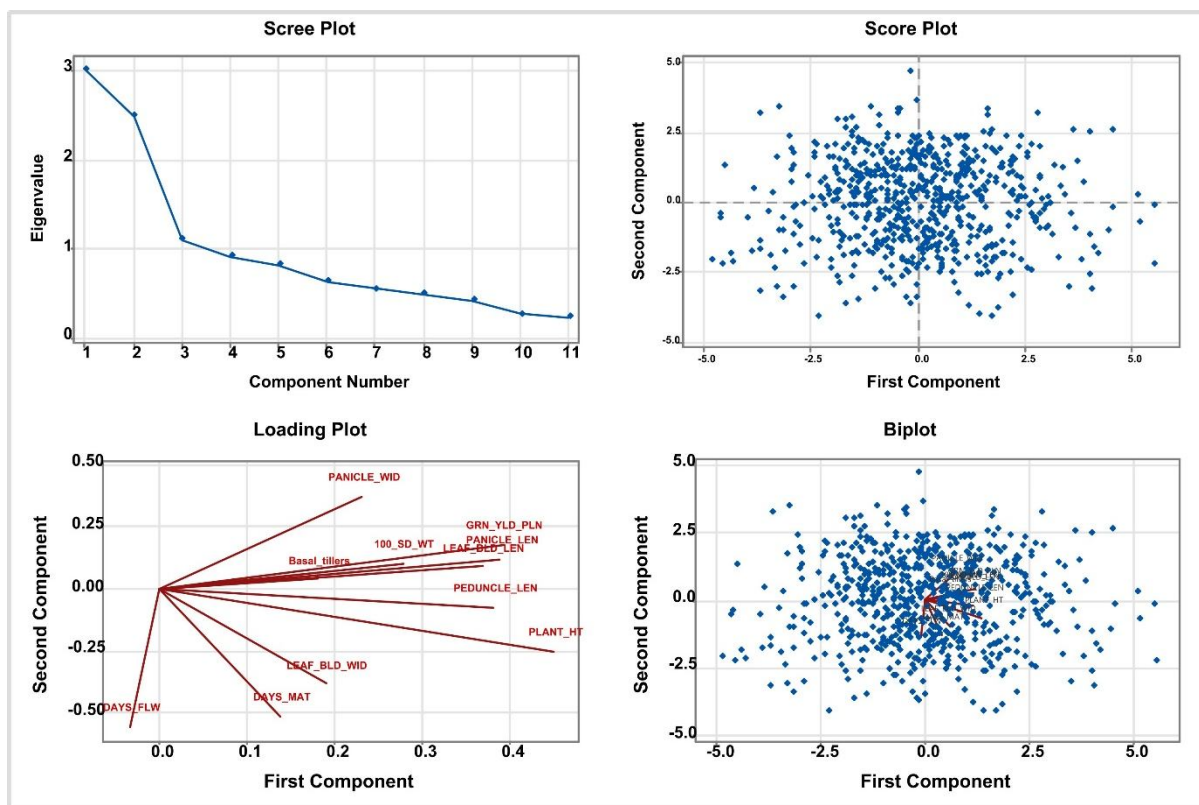 Scree Plot
3
2
1
0
Eigenvalue
1 2 3 4 5 6 7 8 9 10 11
Component Number
Score Plot
5.0
2.5
0.0
-2.5
-5.0
Second Component
-5.0 -2.5 0.0 2.5 5.0
First Component
Loading Plot
0.50
0.25
0.00
-0.25
-0.50
Second Component
PANICLE_WID
GRN_YLD_PLN
PANICLE_LEN
100_SD_WT
LEAF_BLD_LEN
Basal_tillers
PEDUNCLE_LEN
PLANT_HT
LEAF_BLD_WID
DAYS_MAT
DAYS_FLW
0.0 0.1 0.2 0.3 0.4
First Component
Biplot
5.0
2.5
0.0
-2.5
-5.0
Second Component
PLANT_HT
-5.0 -2.5 0.0 2.5 5.0
First Component